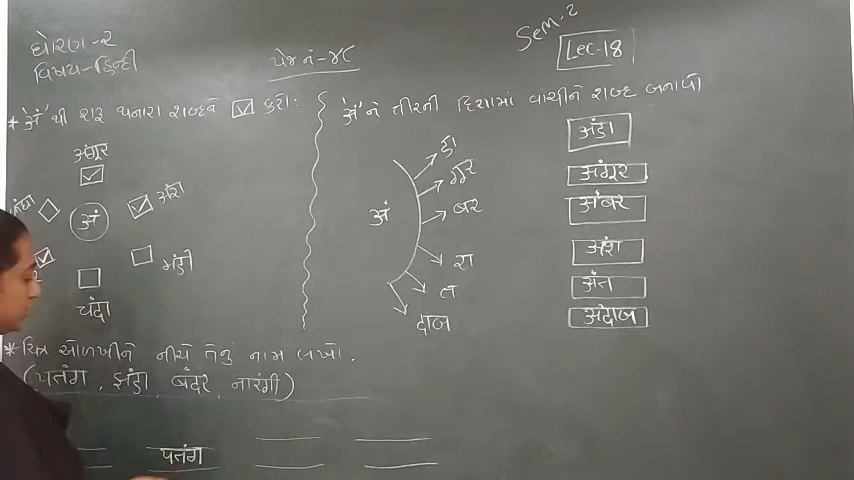 ધોરણ-૨
વિષય-હિન્દી
પેજ નં-૪૮
Sem.2
Lec-18
* 'अं' થી શરૂ થનારા શબ્દને ☑ કરો:
अंगूर
अंश
अं
मंडी
चंदा
'अं' ને તીરની દિશામાં વાંચીને શબ્દ બનાવો
अं
डा
गूर
बर
श
त
दाज
अंडा
अंगूर
अंबर
अंश
अंत
अंदाज
* ચિત્ર ઓળખીને નીચે તેનું નામ લખો.
(पतंग, झंडा, बंदर, नारंगी)
पतंग